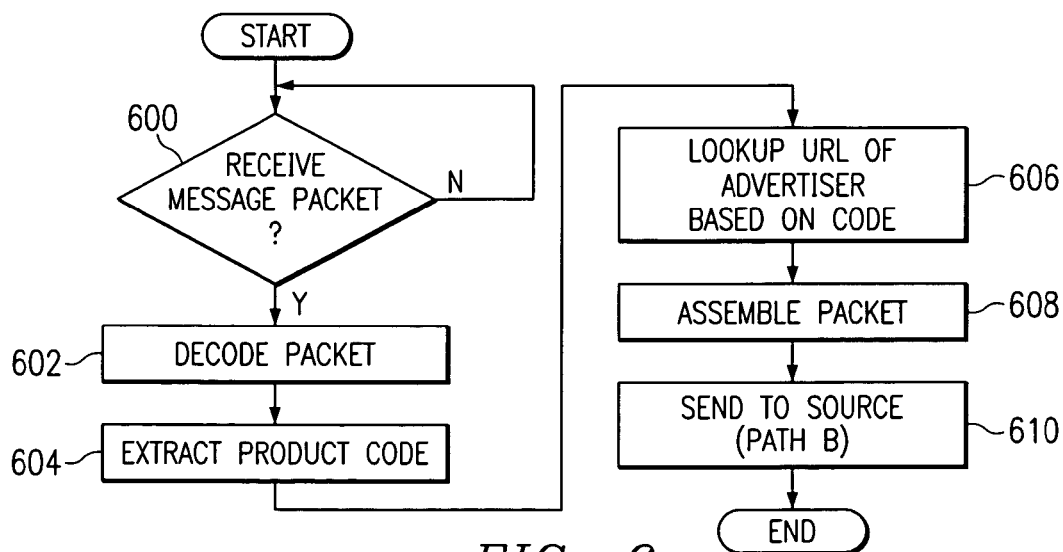 START
600
RECEIVE
MESSAGE PACKET
?
N
Y
602
DECODE PACKET
604
EXTRACT PRODUCT CODE
LOOKUP URL OF
ADVERTISER
BASED ON CODE
606
ASSEMBLE PACKET
608
SEND TO SOURCE
(PATH B)
610
END